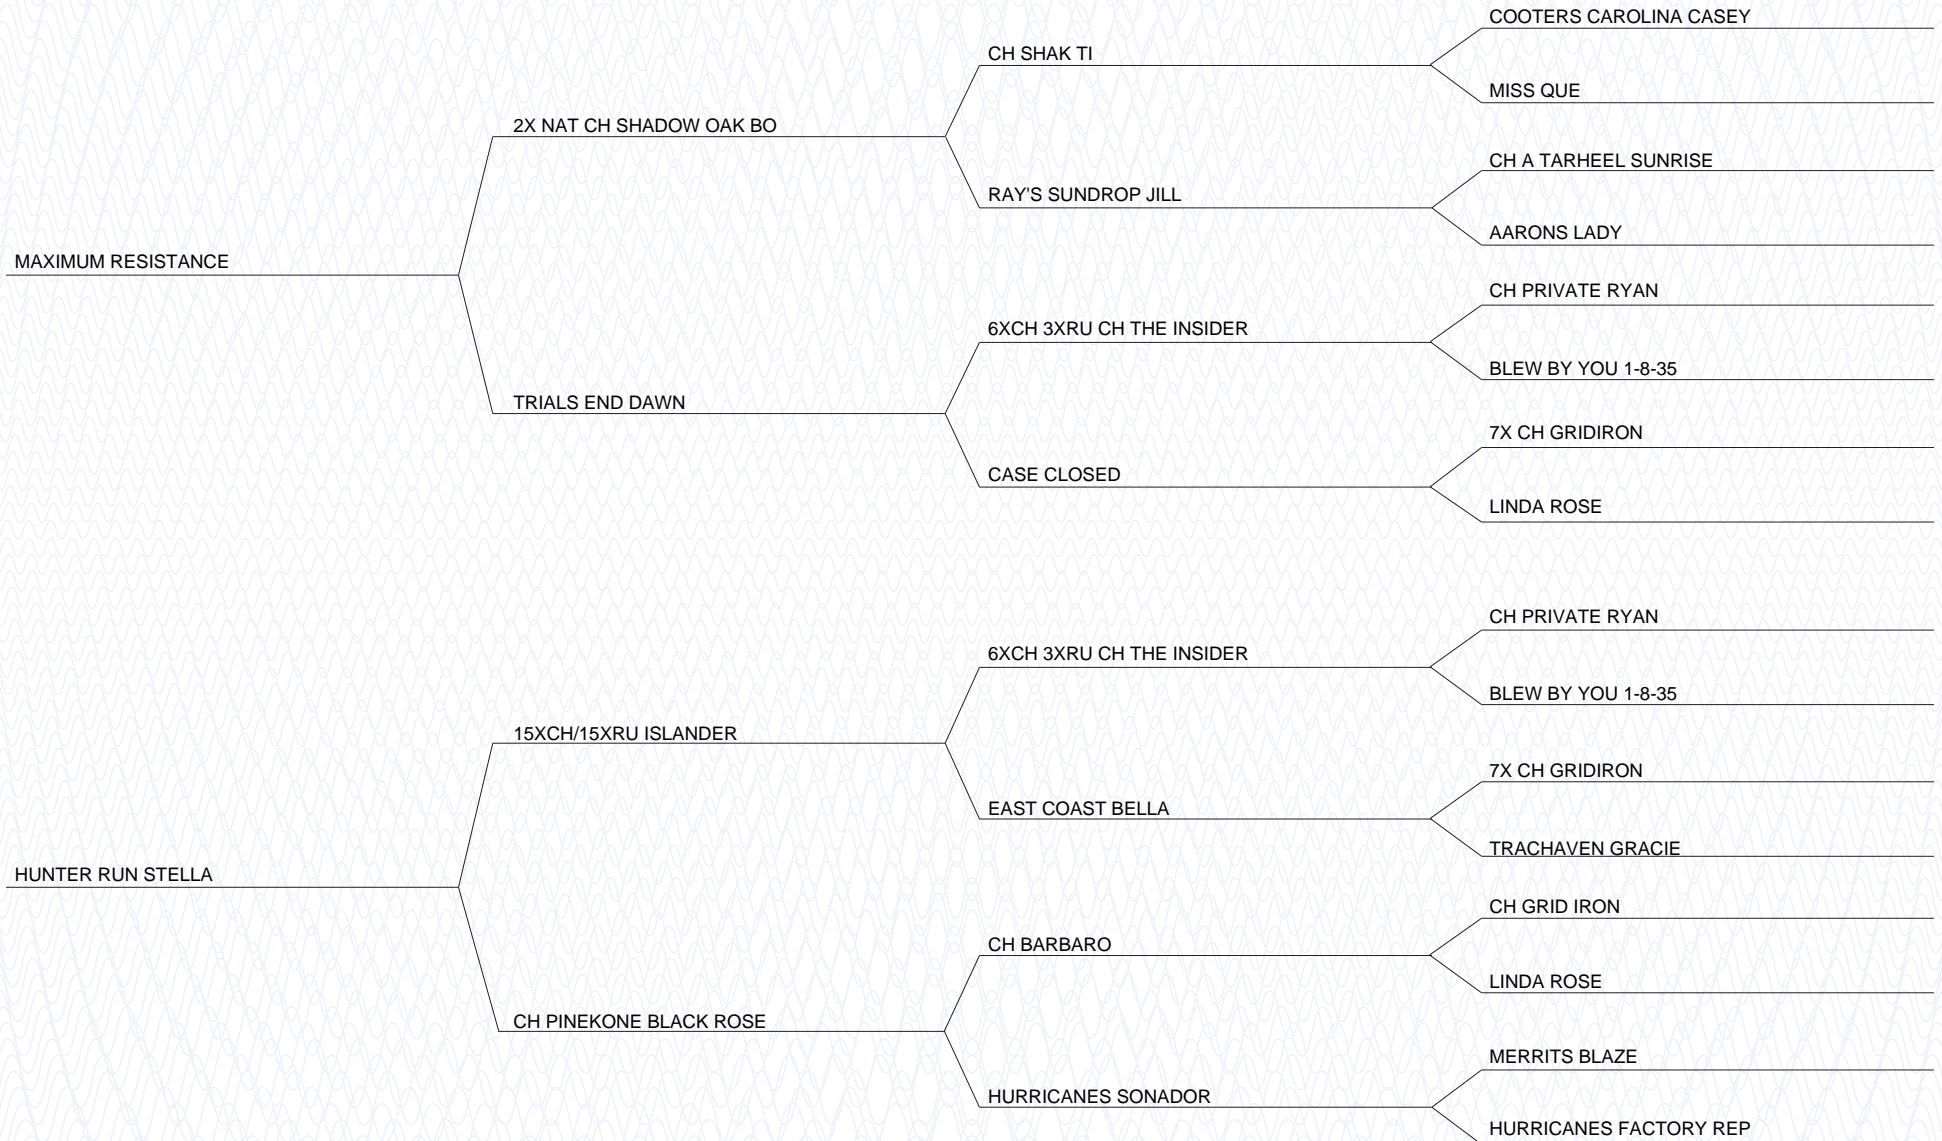 COOTERS CAROLINA CASEY
CH SHAK TI
MISS QUE
2X NAT CH SHADOW OAK BO
CH A TARHEEL SUNRISE
RAY'S SUNDROP JILL
AARONS LADY
MAXIMUM RESISTANCE
CH PRIVATE RYAN
6XCH 3XRU CH THE INSIDER
BLEW BY YOU 1-8-35
TRIALS END DAWN
7X CH GRIDIRON
CASE CLOSED
LINDA ROSE
CH PRIVATE RYAN
6XCH 3XRU CH THE INSIDER
BLEW BY YOU 1-8-35
15XCH/15XRU ISLANDER
7X CH GRIDIRON
EAST COAST BELLA
TRACHAVEN GRACIE
HUNTER RUN STELLA
CH GRID IRON
CH BARBARO
LINDA ROSE
CH PINEKONE BLACK ROSE
MERRITS BLAZE
HURRICANES SONADOR
HURRICANES FACTORY REP